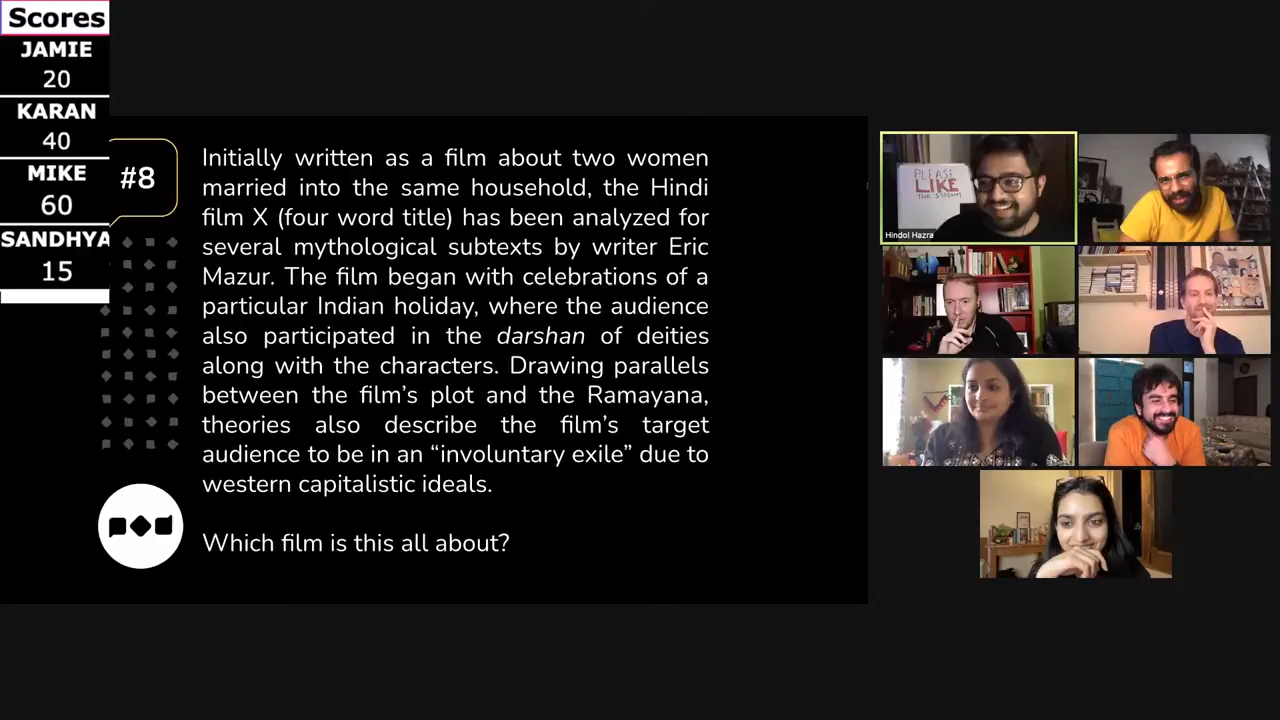 Scores
JAMIE
20
KARAN
40
MIKE
60
SANDHYA
15
#8
Initially written as a film about two women
married into the same household, the Hindi
film X (four word title) has been analyzed for
several mythological subtexts by writer Eric
Mazur. The film began with celebrations of a
particular Indian holiday, where the audience
also participated in the darshan of deities
along with the characters. Drawing parallels
between the film’s plot and the Ramayana,
theories also describe the film’s target
audience to be in an “involuntary exile” due to
western capitalistic ideals.
Which film is this all about?
PLEASE
LIKE
THE STREAM
Hindol Hazra